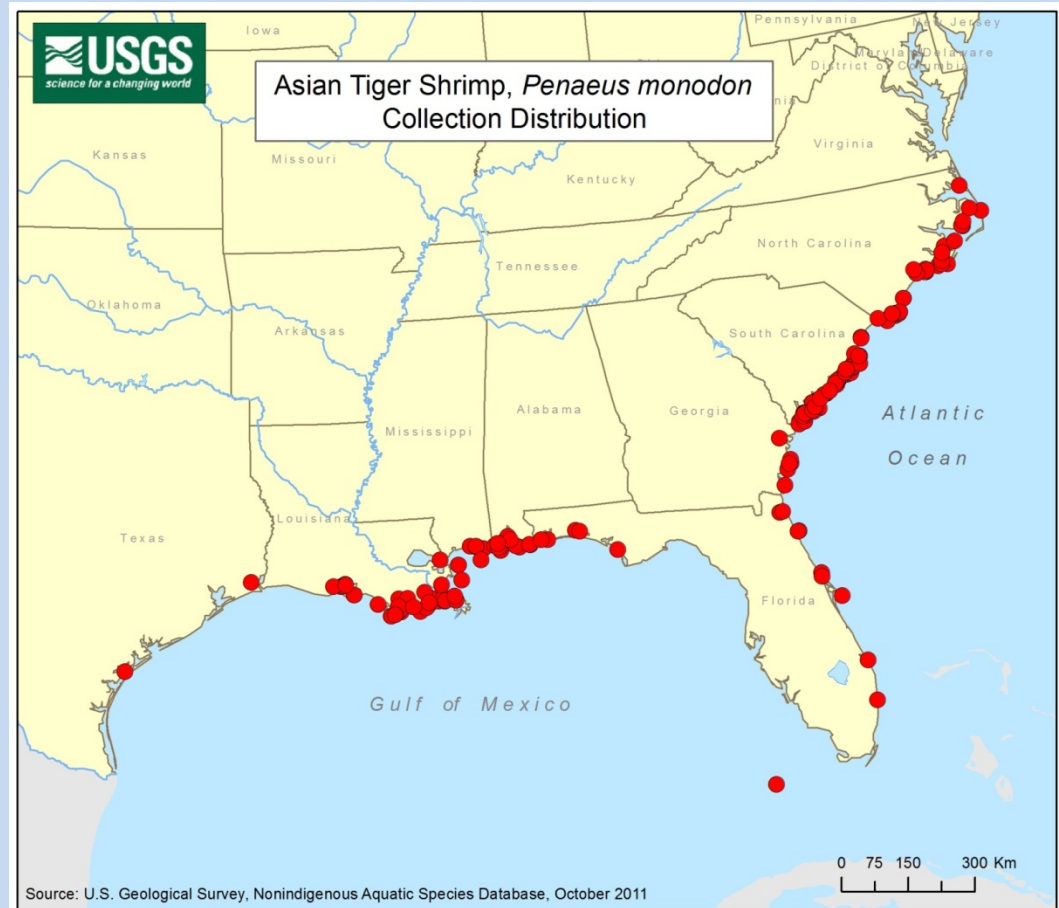 USGS
science for a changing world
Asian Tiger Shrimp, Penaeus monodon
Collection Distribution
Iowa
Pennsylvania
New Jersey
Maryland
Delaware
District of Columbia
Virginia
Kansas
Missouri
Kentucky
North Carolina
Tennessee
Oklahoma
Arkansas
South Carolina
Atlantic
Ocean
Alabama
Georgia
Mississippi
Louisiana
Texas
Florida
Gulf of Mexico
0 75 150 300 Km
Source: U.S. Geological Survey, Nonindigenous Aquatic Species Database, October 2011